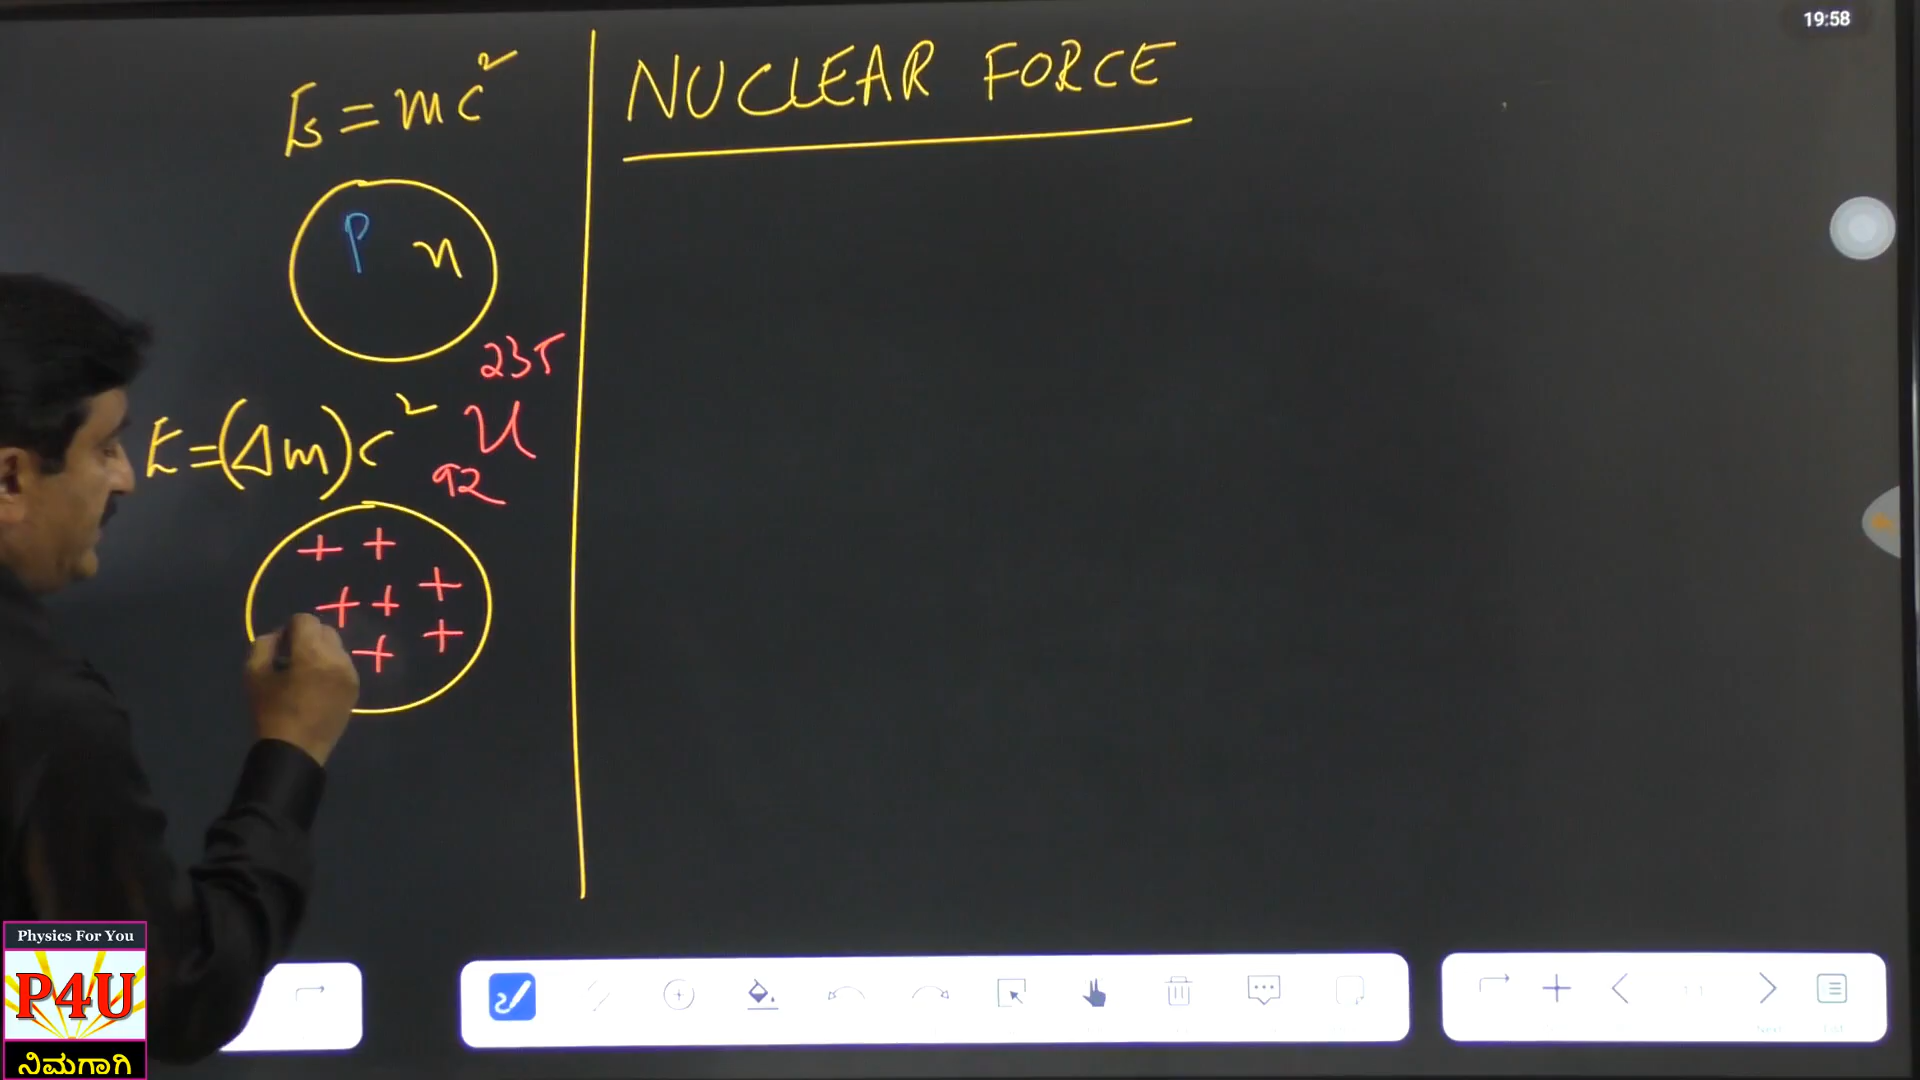 19:58
E = mc²
NUCLEAR FORCE
P n
235
U
92
E = (Δm)c²
+ +
+ + +
+ +
Physics For You
P4U
ನಿಮಗಾಗಿ